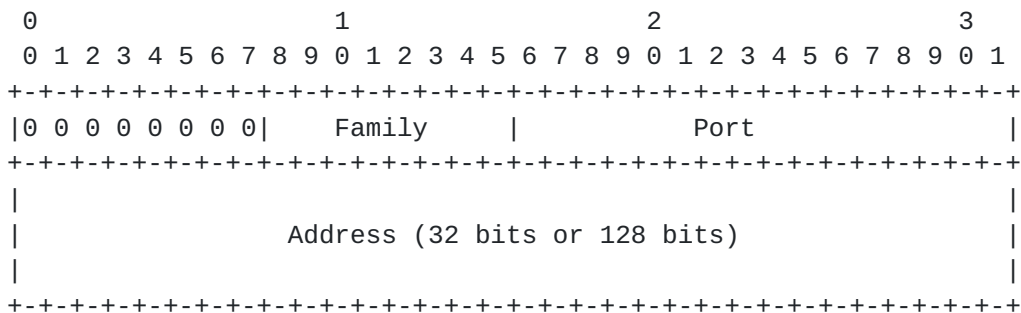 0                   1                   2                   3
 0 1 2 3 4 5 6 7 8 9 0 1 2 3 4 5 6 7 8 9 0 1 2 3 4 5 6 7 8 9 0 1
+-+-+-+-+-+-+-+-+-+-+-+-+-+-+-+-+-+-+-+-+-+-+-+-+-+-+-+-+-+-+-+-+
|0 0 0 0 0 0 0 0|    Family     |           Port                |
+-+-+-+-+-+-+-+-+-+-+-+-+-+-+-+-+-+-+-+-+-+-+-+-+-+-+-+-+-+-+-+-+
|                                                               |
|                 Address (32 bits or 128 bits)                 |
|                                                               |
+-+-+-+-+-+-+-+-+-+-+-+-+-+-+-+-+-+-+-+-+-+-+-+-+-+-+-+-+-+-+-+-+